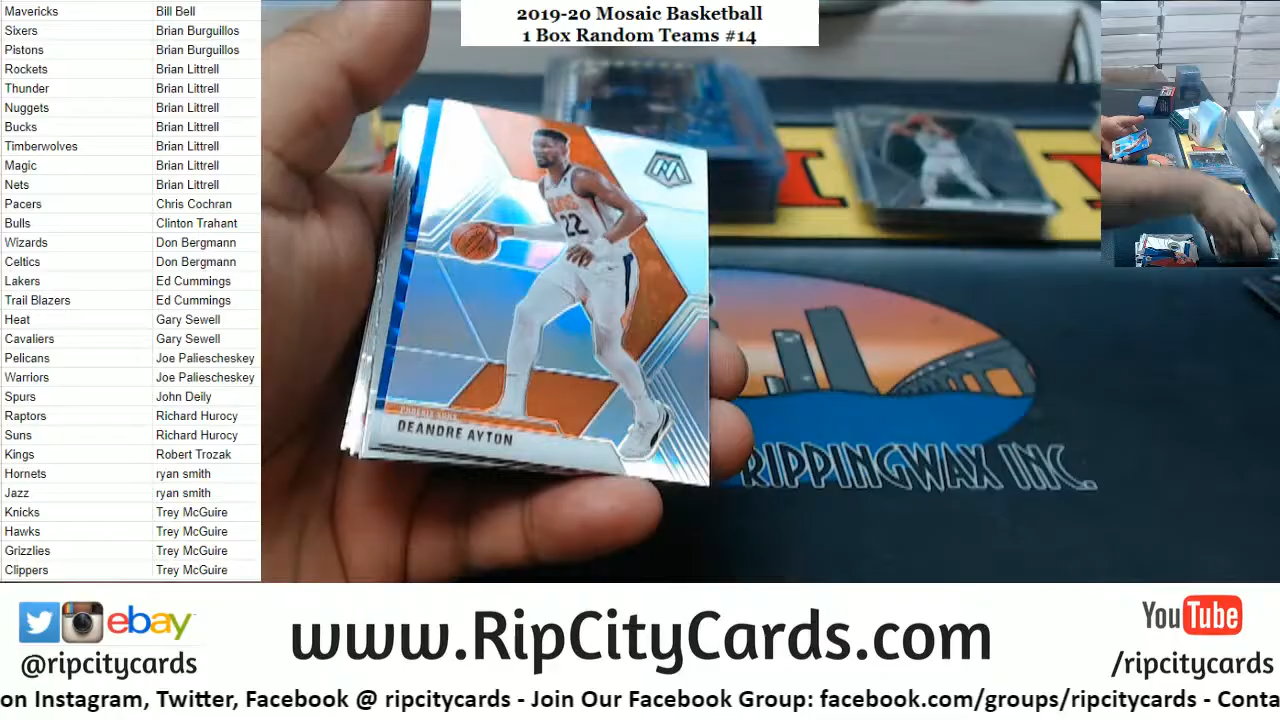 Mavericks Bill Bell
Sixers Brian Burguillos
Pistons Brian Burguillos
Rockets Brian Littrell
Thunder Brian Littrell
Nuggets Brian Littrell
Bucks Brian Littrell
Timberwolves Brian Littrell
Magic Brian Littrell
Nets Brian Littrell
Pacers Chris Cochran
Bulls Clinton Trahant
Wizards Don Bergmann
Celtics Don Bergmann
Lakers Ed Cummings
Trail Blazers Ed Cummings
Heat Gary Sewell
Cavaliers Gary Sewell
Pelicans Joe Paliescheskey
Warriors Joe Paliescheskey
Spurs John Deily
Raptors Richard Hurocy
Suns Richard Hurocy
Kings Robert Trozak
Hornets ryan smith
Jazz ryan smith
Knicks Trey McGuire
Hawks Trey McGuire
Grizzlies Trey McGuire
Clippers Trey McGuire
2019-20 Mosaic Basketball
1 Box Random Teams #14
22
PHOENIX SUNS
DEANDRE AYTON
RIPPINGWAX INC.
ebay
@ripcitycards
www.RipCityCards.com
YouTube
/ripcitycards
on Instagram, Twitter, Facebook @ ripcitycards - Join Our Facebook Group: facebook.com/groups/ripcitycards - Conta